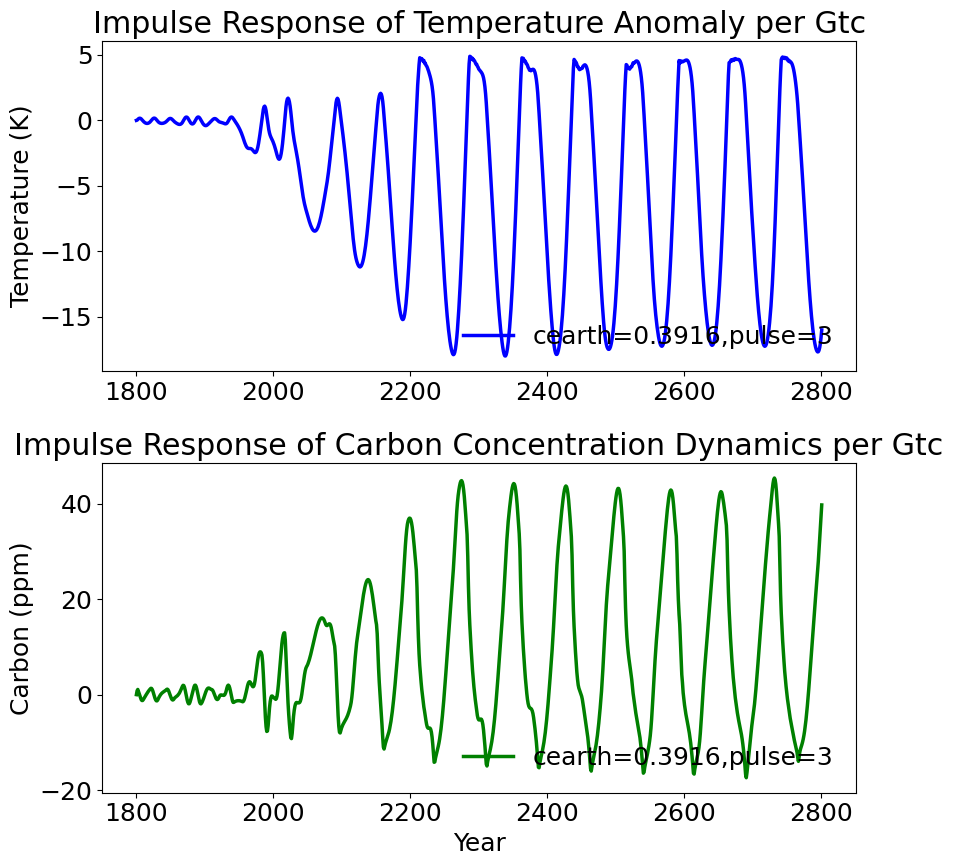 Impulse Response of Temperature Anomaly per Gtc
Temperature (K)
5
0
−5
−10
−15
cearth=0.3916,pulse=3
1800 2000 2200 2400 2600 2800
Impulse Response of Carbon Concentration Dynamics per Gtc
Carbon (ppm)
40
20
0
−20
cearth=0.3916,pulse=3
1800 2000 2200 2400 2600 2800
Year